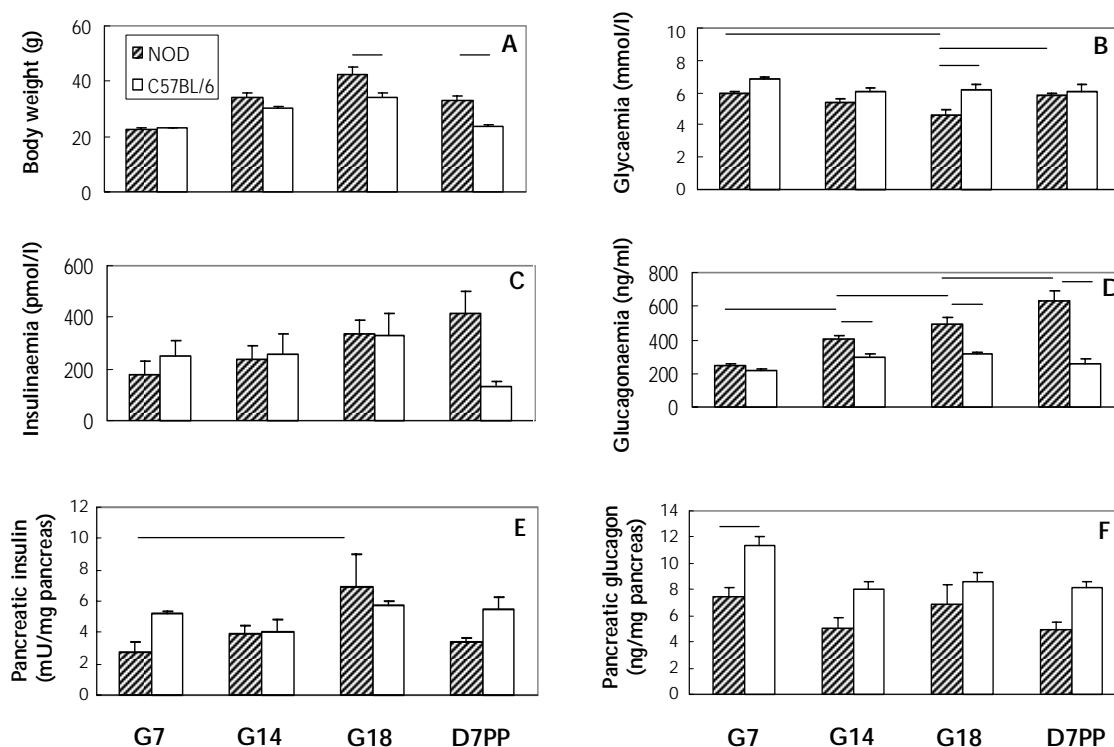 A
Body weight (g)
60
40
20
0
NOD
C57BL/6
B
Glycaemia (mmol/l)
10
8
6
4
2
0
C
Insulinaemia (pmol/l)
600
400
200
0
D
Glucagonaemia (ng/ml)
800
600
400
200
0
E
Pancreatic insulin
(mU/mg pancreas)
12
10
8
6
4
2
0
G7 G14 G18 D7PP
F
Pancreatic glucagon
(ng/mg pancreas)
14
12
10
8
6
4
2
0
G7 G14 G18 D7PP